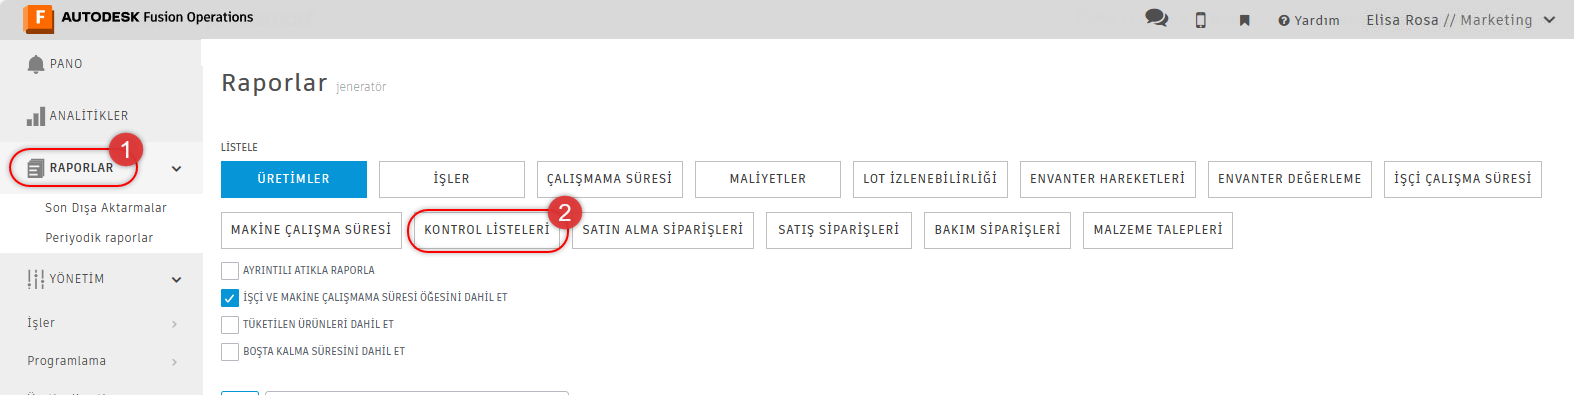 F AUTODESK Fusion Operations
Yardım
Elisa Rosa // Marketing
PANO
ANALİTİKLER
1
RAPORLAR
Son Dışa Aktarmalar
Periyodik raporlar
YÖNETİM
İşler
Programlama
Raporlar jeneratör
LİSTELE
ÜRETİMLER
İŞLER
ÇALIŞMAMA SÜRESİ
MALİYETLER
LOT İZLENEBİLİRLİĞİ
ENVANTER HAREKETLERİ
ENVANTER DEĞERLEME
İŞÇİ ÇALIŞMA SÜRESİ
MAKİNE ÇALIŞMA SÜRESİ
KONTROL LİSTELERİ
2
SATIN ALMA SİPARİŞLERİ
SATIŞ SİPARİŞLERİ
BAKIM SİPARİŞLERİ
MALZEME TALEPLERİ
AYRINTILI ATIKLA RAPORLA
İŞÇİ VE MAKİNE ÇALIŞMAMA SÜRESİ ÖĞESİNİ DAHİL ET
TÜKETİLEN ÜRÜNLERİ DAHİL ET
BOŞTA KALMA SÜRESİNİ DAHİL ET